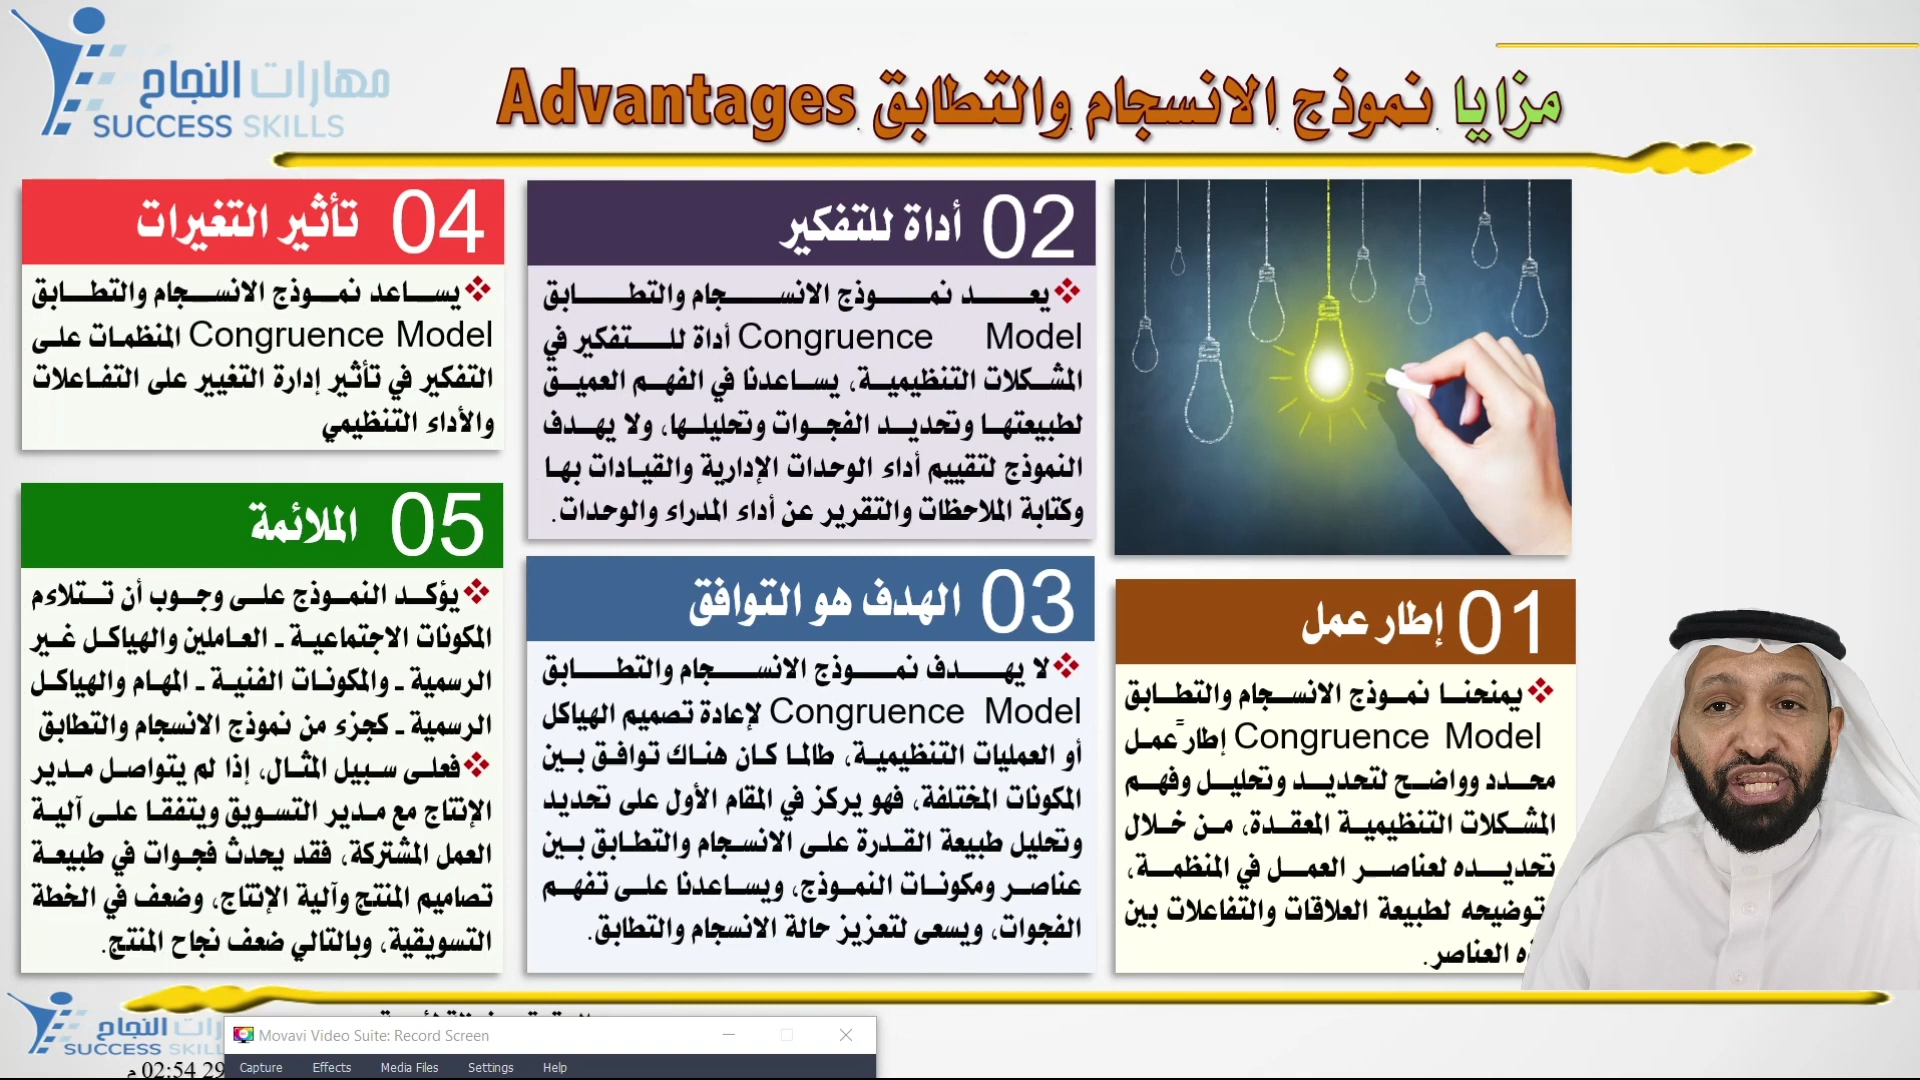 مهارات النجاح
SUCCESS SKILLS
مزايا نموذج الانسجام والتطابق Advantages
01 إطار عمل
يمنحنا نموذج الانسجام والتطابق
Congruence Model إطار عمل
محدد وواضح لتحديد وتحليل وفهم
المشكلات التنظيمية المعقدة، من خلال
تحديده لعناصر العمل في المنظمة،
توضيحه لطبيعة العلاقات والتفاعلات بين
العناصر.
02 أداة للتفكير
يعد نموذج الانسجام والتطابق
Congruence Model أداة للتفكير في
المشكلات التنظيمية، يساعدنا في الفهم العميق
لطبيعتها وتحديد الفجوات وتحليلها، ولا يهدف
النموذج لتقييم أداء الوحدات الإدارية والقيادات بها
وكتابة الملاحظات والتقرير عن أداء المدراء والوحدات.
03 الهدف هو التوافق
لا يهدف نموذج الانسجام والتطابق
Congruence Model لإعادة تصميم الهياكل
أو العمليات التنظيمية، طالما كان هناك توافق بين
المكونات المختلفة، فهو يركز في المقام الأول على تحديد
وتحليل طبيعة القدرة على الانسجام والتطابق بين
عناصر ومكونات النموذج، ويساعدنا على تفهم
الفجوات، ويسعى لتعزيز حالة الانسجام والتطابق.
04 تأثير التغيرات
يساعد نموذج الانسجام والتطابق
Congruence Model المنظمات على
التفكير في تأثير إدارة التغيير على التفاعلات
والأداء التنظيمي
05 الملائمة
يؤكد النموذج على وجوب أن تتلاءم
المكونات الاجتماعية ـ العاملين والهياكل غير
الرسمية ـ والمكونات الفنية ـ المهام والهياكل
الرسمية ـ كجزء من نموذج الانسجام والتطابق
فعلى سبيل المثال، إذا لم يتواصل مدير
الإنتاج مع مدير التسويق ويتفقا على آلية
العمل المشتركة، فقد يحدث فجوات في طبيعة
تصاميم المنتج وآلية الإنتاج، وضعف في الخطة
التسويقية، وبالتالي ضعف نجاح المنتج.
النجاح
SUCCESS
02:54 م
Movavi Video Suite: Record Screen
Capture Effects Media Files Settings Help